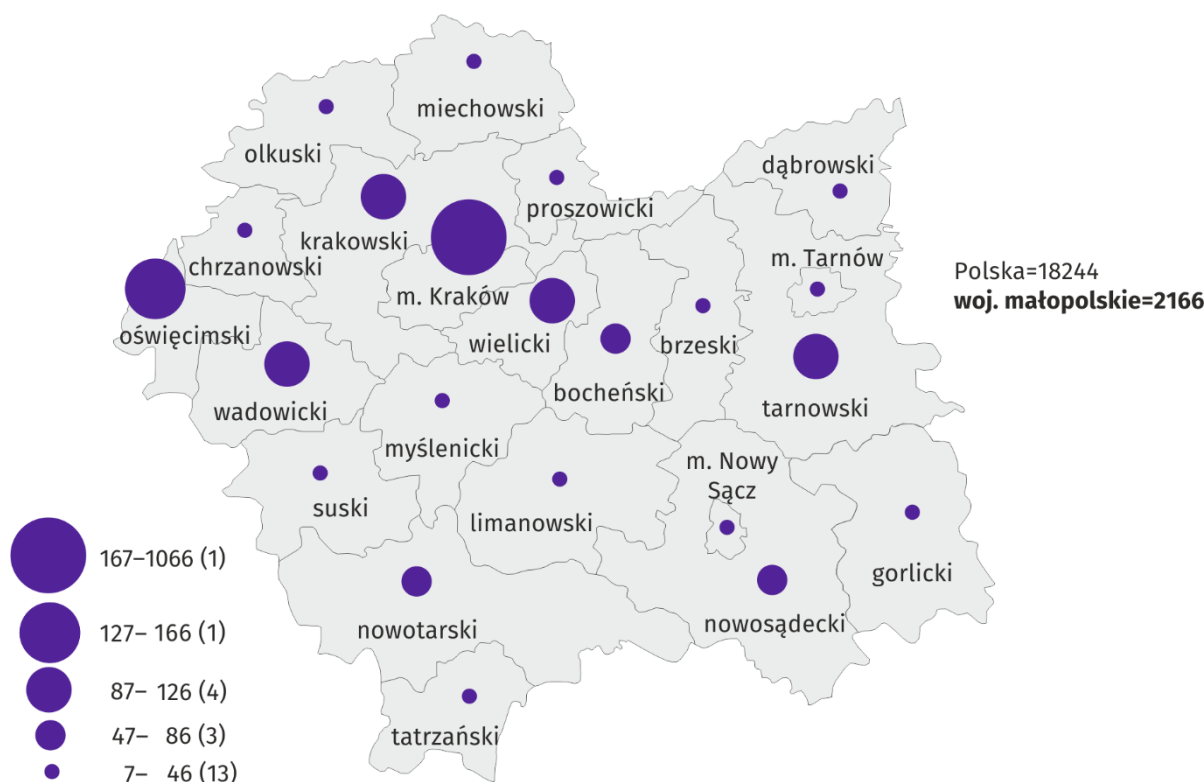 miechowski
olkuski
dąbrowski
proszowicki
krakowski
chrzanowski
m. Tarnów
Polska=18244
woj. małopolskie=2166
m. Kraków
oświęcimski
wielicki
brzeski
bocheński
wadowicki
tarnowski
myślenicki
m. Nowy
Sącz
suski
limanowski
167–1066 (1)
gorlicki
nowotarski
nowosądecki
127– 166 (1)
87– 126 (4)
47– 86 (3)
tatrzański
7– 46 (13)